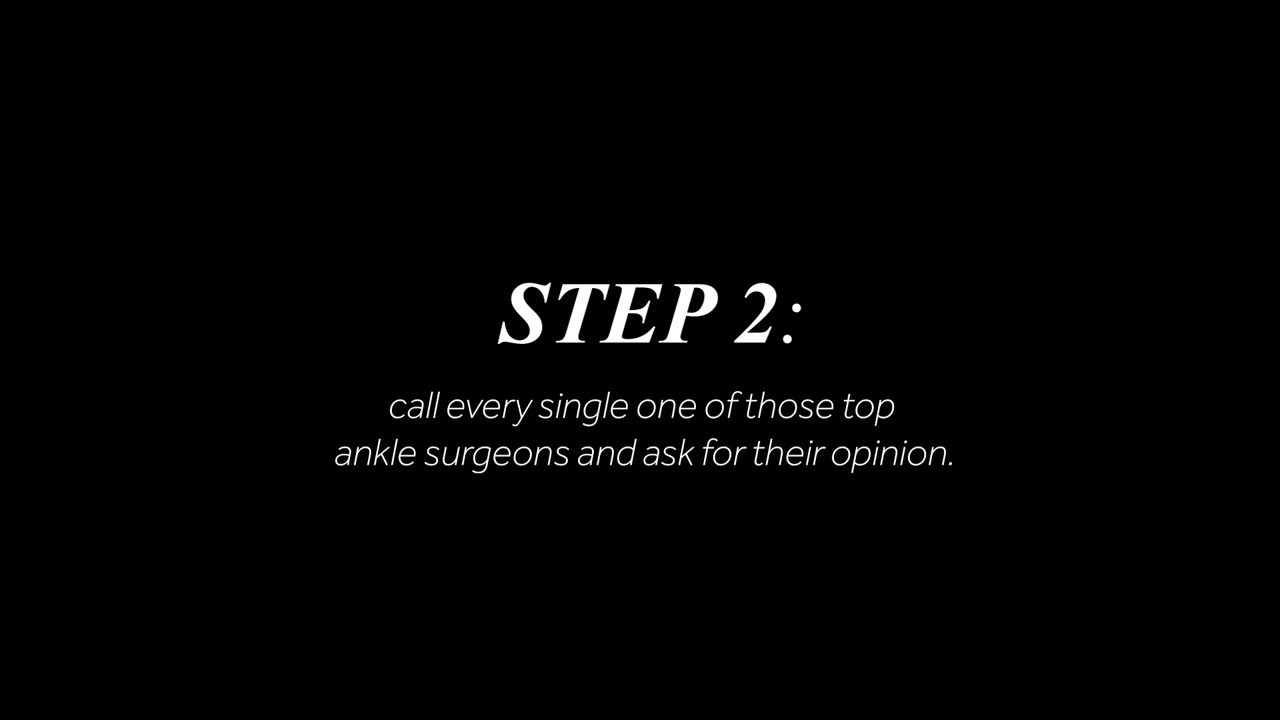 STEP 2:
call every single one of those top
ankle surgeons and ask for their opinion.